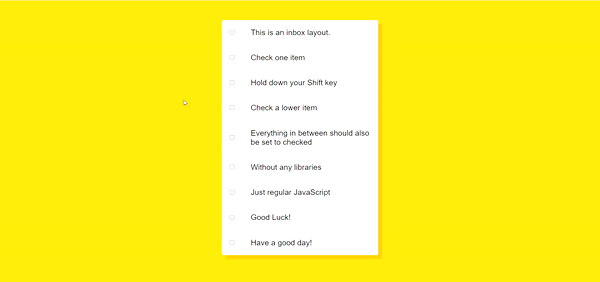 This is an inbox layout.
Check one item
Hold down your Shift key
Check a lower item
Everything in between should also
be set to checked
Without any libraries
Just regular JavaScript
Good Luck!
Have a good day!